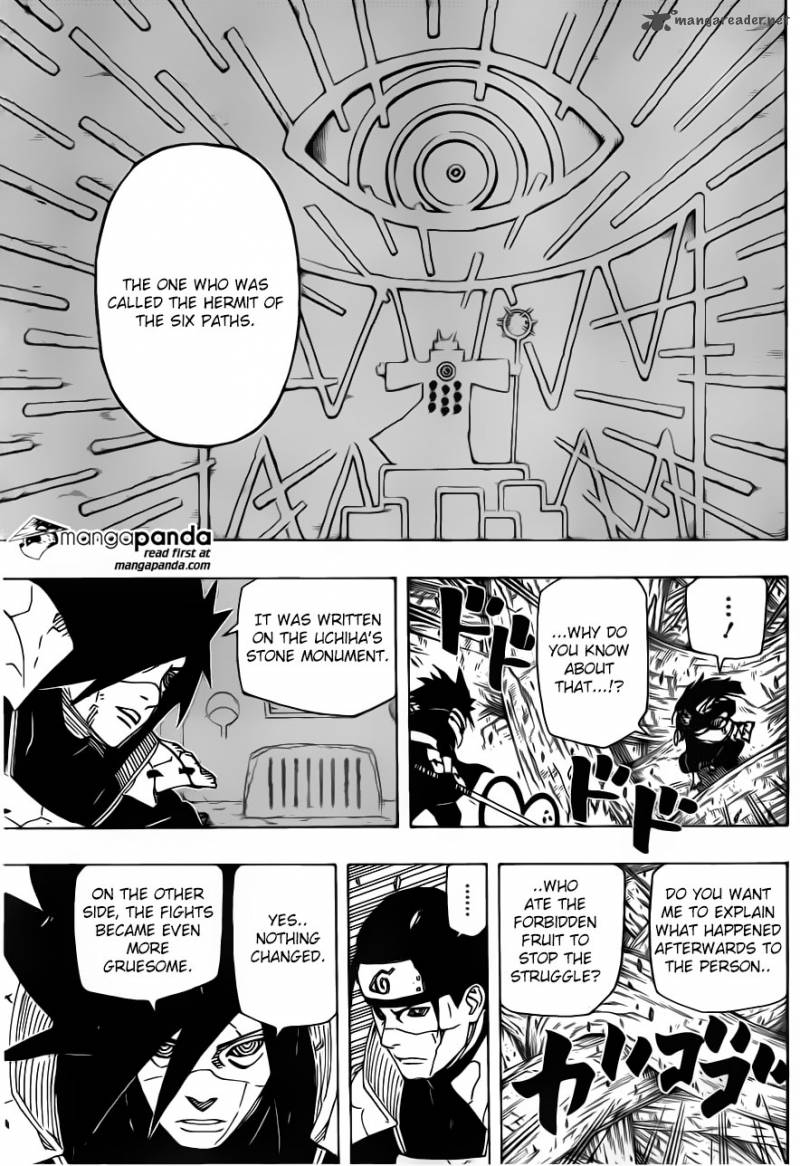 mangareader.net
THE ONE WHO WAS
CALLED THE HERMIT OF
THE SIX PATHS.
mangapanda
read first at
mangapanda.com
...!
...WHY DO
YOU KNOW
ABOUT
THAT...!?
ドドド
ドド
IT WAS WRITTEN
ON THE UCHIHA'S
STONE MONUMENT.
DO YOU WANT
ME TO EXPLAIN
WHAT HAPPENED
AFTERWARDS TO
THE PERSON..
..WHO
ATE THE
FORBIDDEN
FRUIT TO
STOP THE
STRUGGLE?
.....
YES..
NOTHING
CHANGED.
ON THE OTHER
SIDE, THE FIGHTS
BECAME EVEN
MORE
GRUESOME.